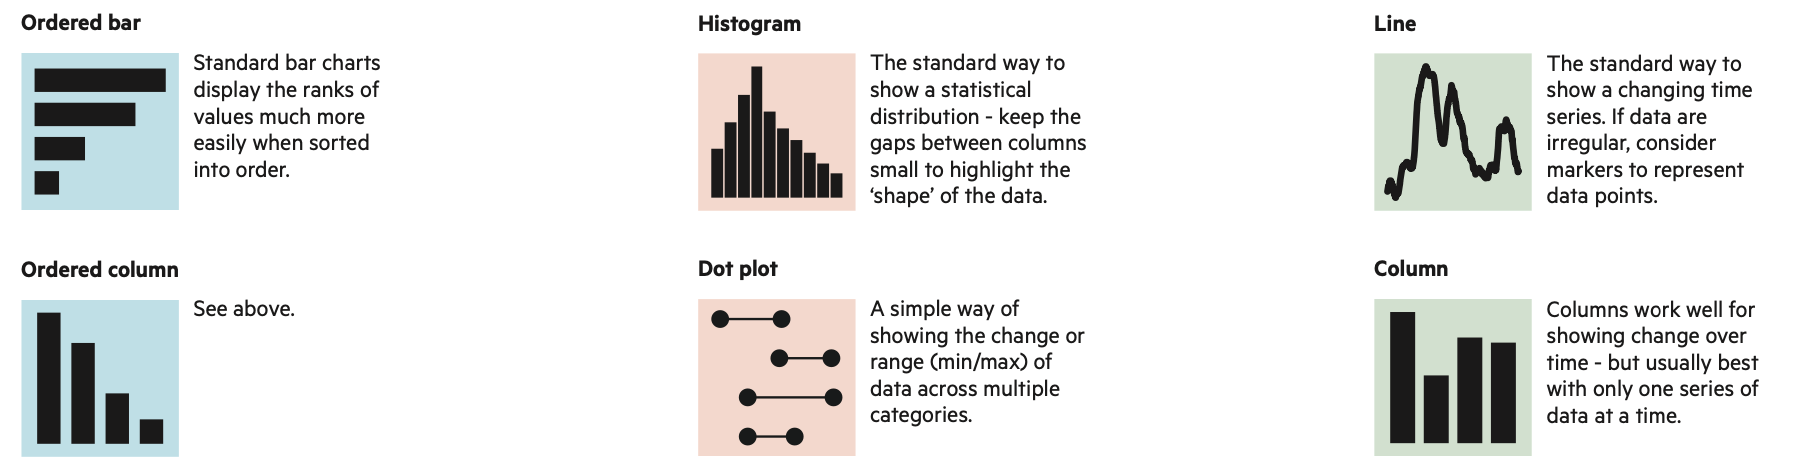 Ordered bar
Standard bar charts
display the ranks of
values much more
easily when sorted
into order.
Histogram
The standard way to
show a statistical
distribution - keep the
gaps between columns
small to highlight the
‘shape’ of the data.
Line
The standard way to
show a changing time
series. If data are
irregular, consider
markers to represent
data points.
Ordered column
See above.
Dot plot
A simple way of
showing the change or
range (min/max) of
data across multiple
categories.
Column
Columns work well for
showing change over
time - but usually best
with only one series of
data at a time.